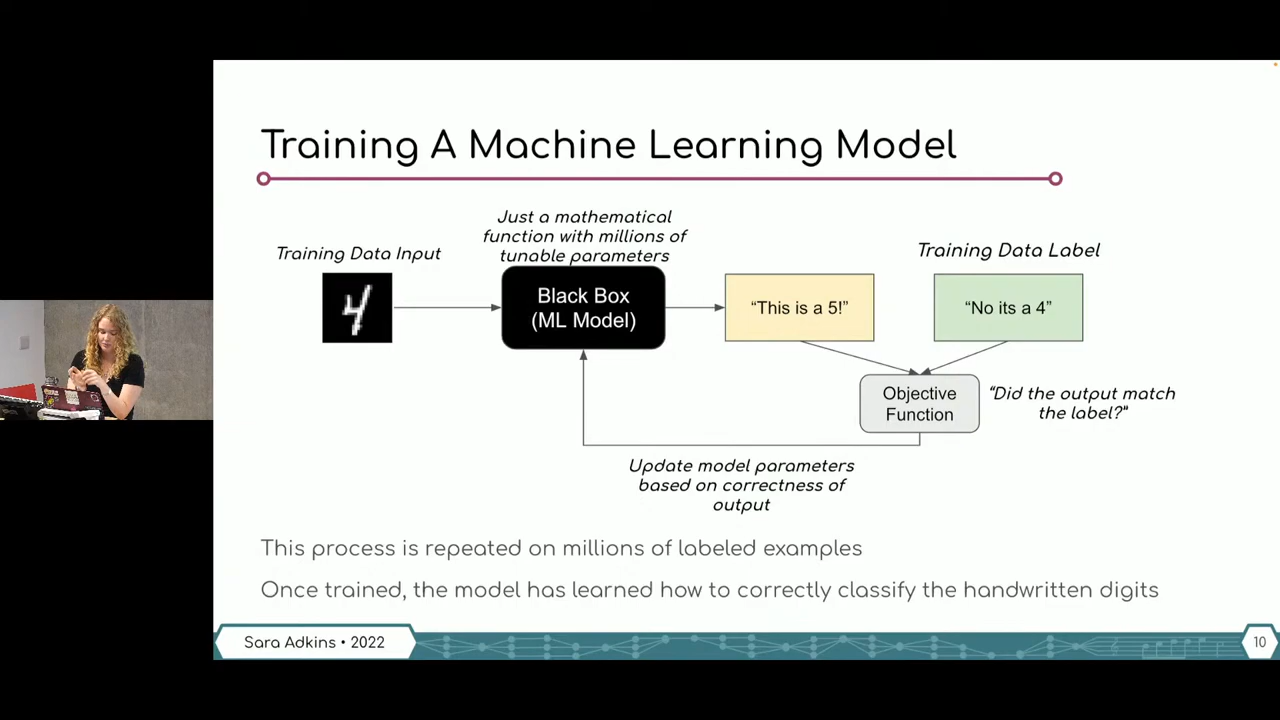 Training A Machine Learning Model
Just a mathematical
function with millions of
tunable parameters
Training Data Input
Training Data Label
Black Box
(ML Model)
“This is a 5!”
“No its a 4”
Objective
Function
“Did the output match
the label?”
Update model parameters
based on correctness of
output
This process is repeated on millions of labeled examples
Once trained, the model has learned how to correctly classify the handwritten digits
Sara Adkins • 2022
10
4